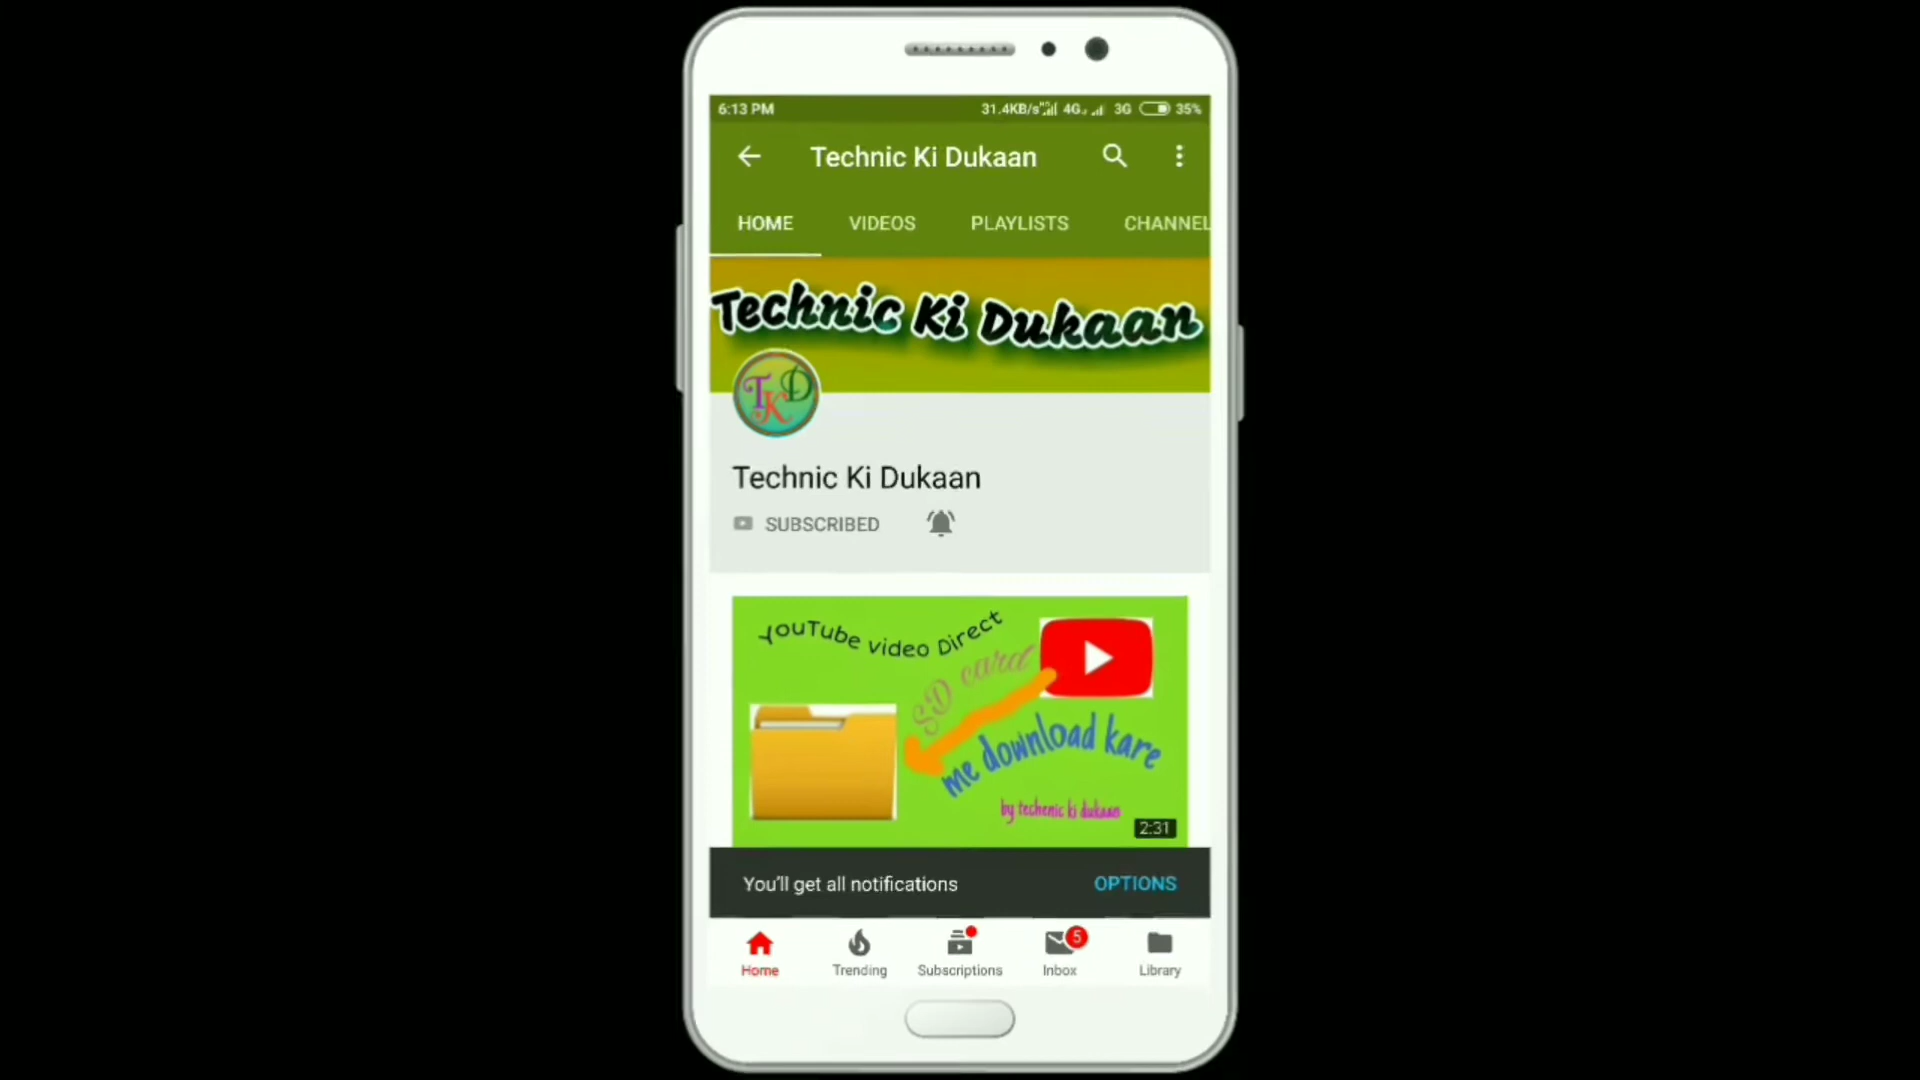 6:13 PM 31.4KB/s 4G 3G 35%
Technic Ki Dukaan
HOME VIDEOS PLAYLISTS CHANNEL
Technic Ki Dukaan
TKD
Technic Ki Dukaan
SUBSCRIBED
YouTube video Direct
SD card
me download kare
by techenic ki dukaan
2:31
You'll get all notifications OPTIONS
5
Home Trending Subscriptions Inbox Library